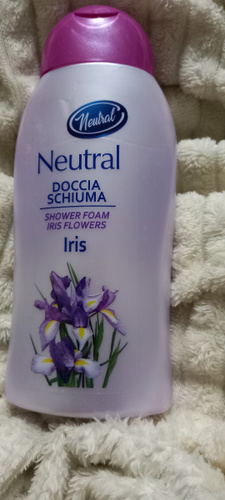 Neutral
Neutral
DOCCIA
SCHIUMA
SHOWER FOAM
IRIS FLOWERS
Iris